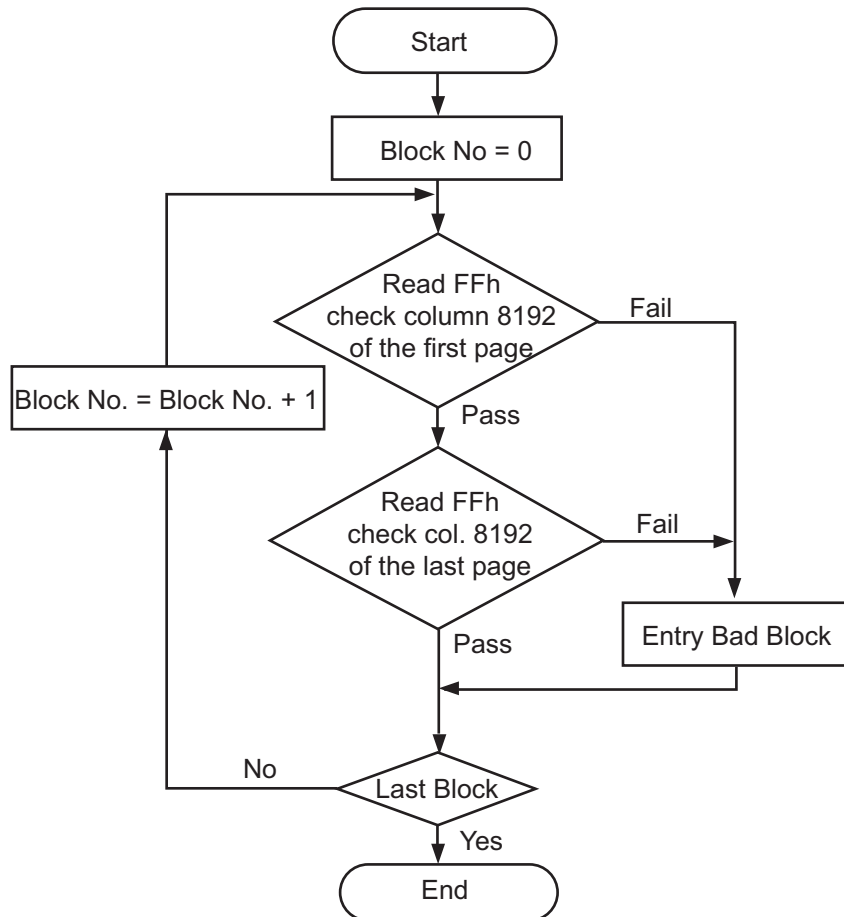 Start
Block No = 0
Read FFh
check column 8192
of the first page
Fail
Block No. = Block No. + 1
Pass
Read FFh
check col. 8192
of the last page
Fail
Entry Bad Block
Pass
No
Last Block
Yes
End